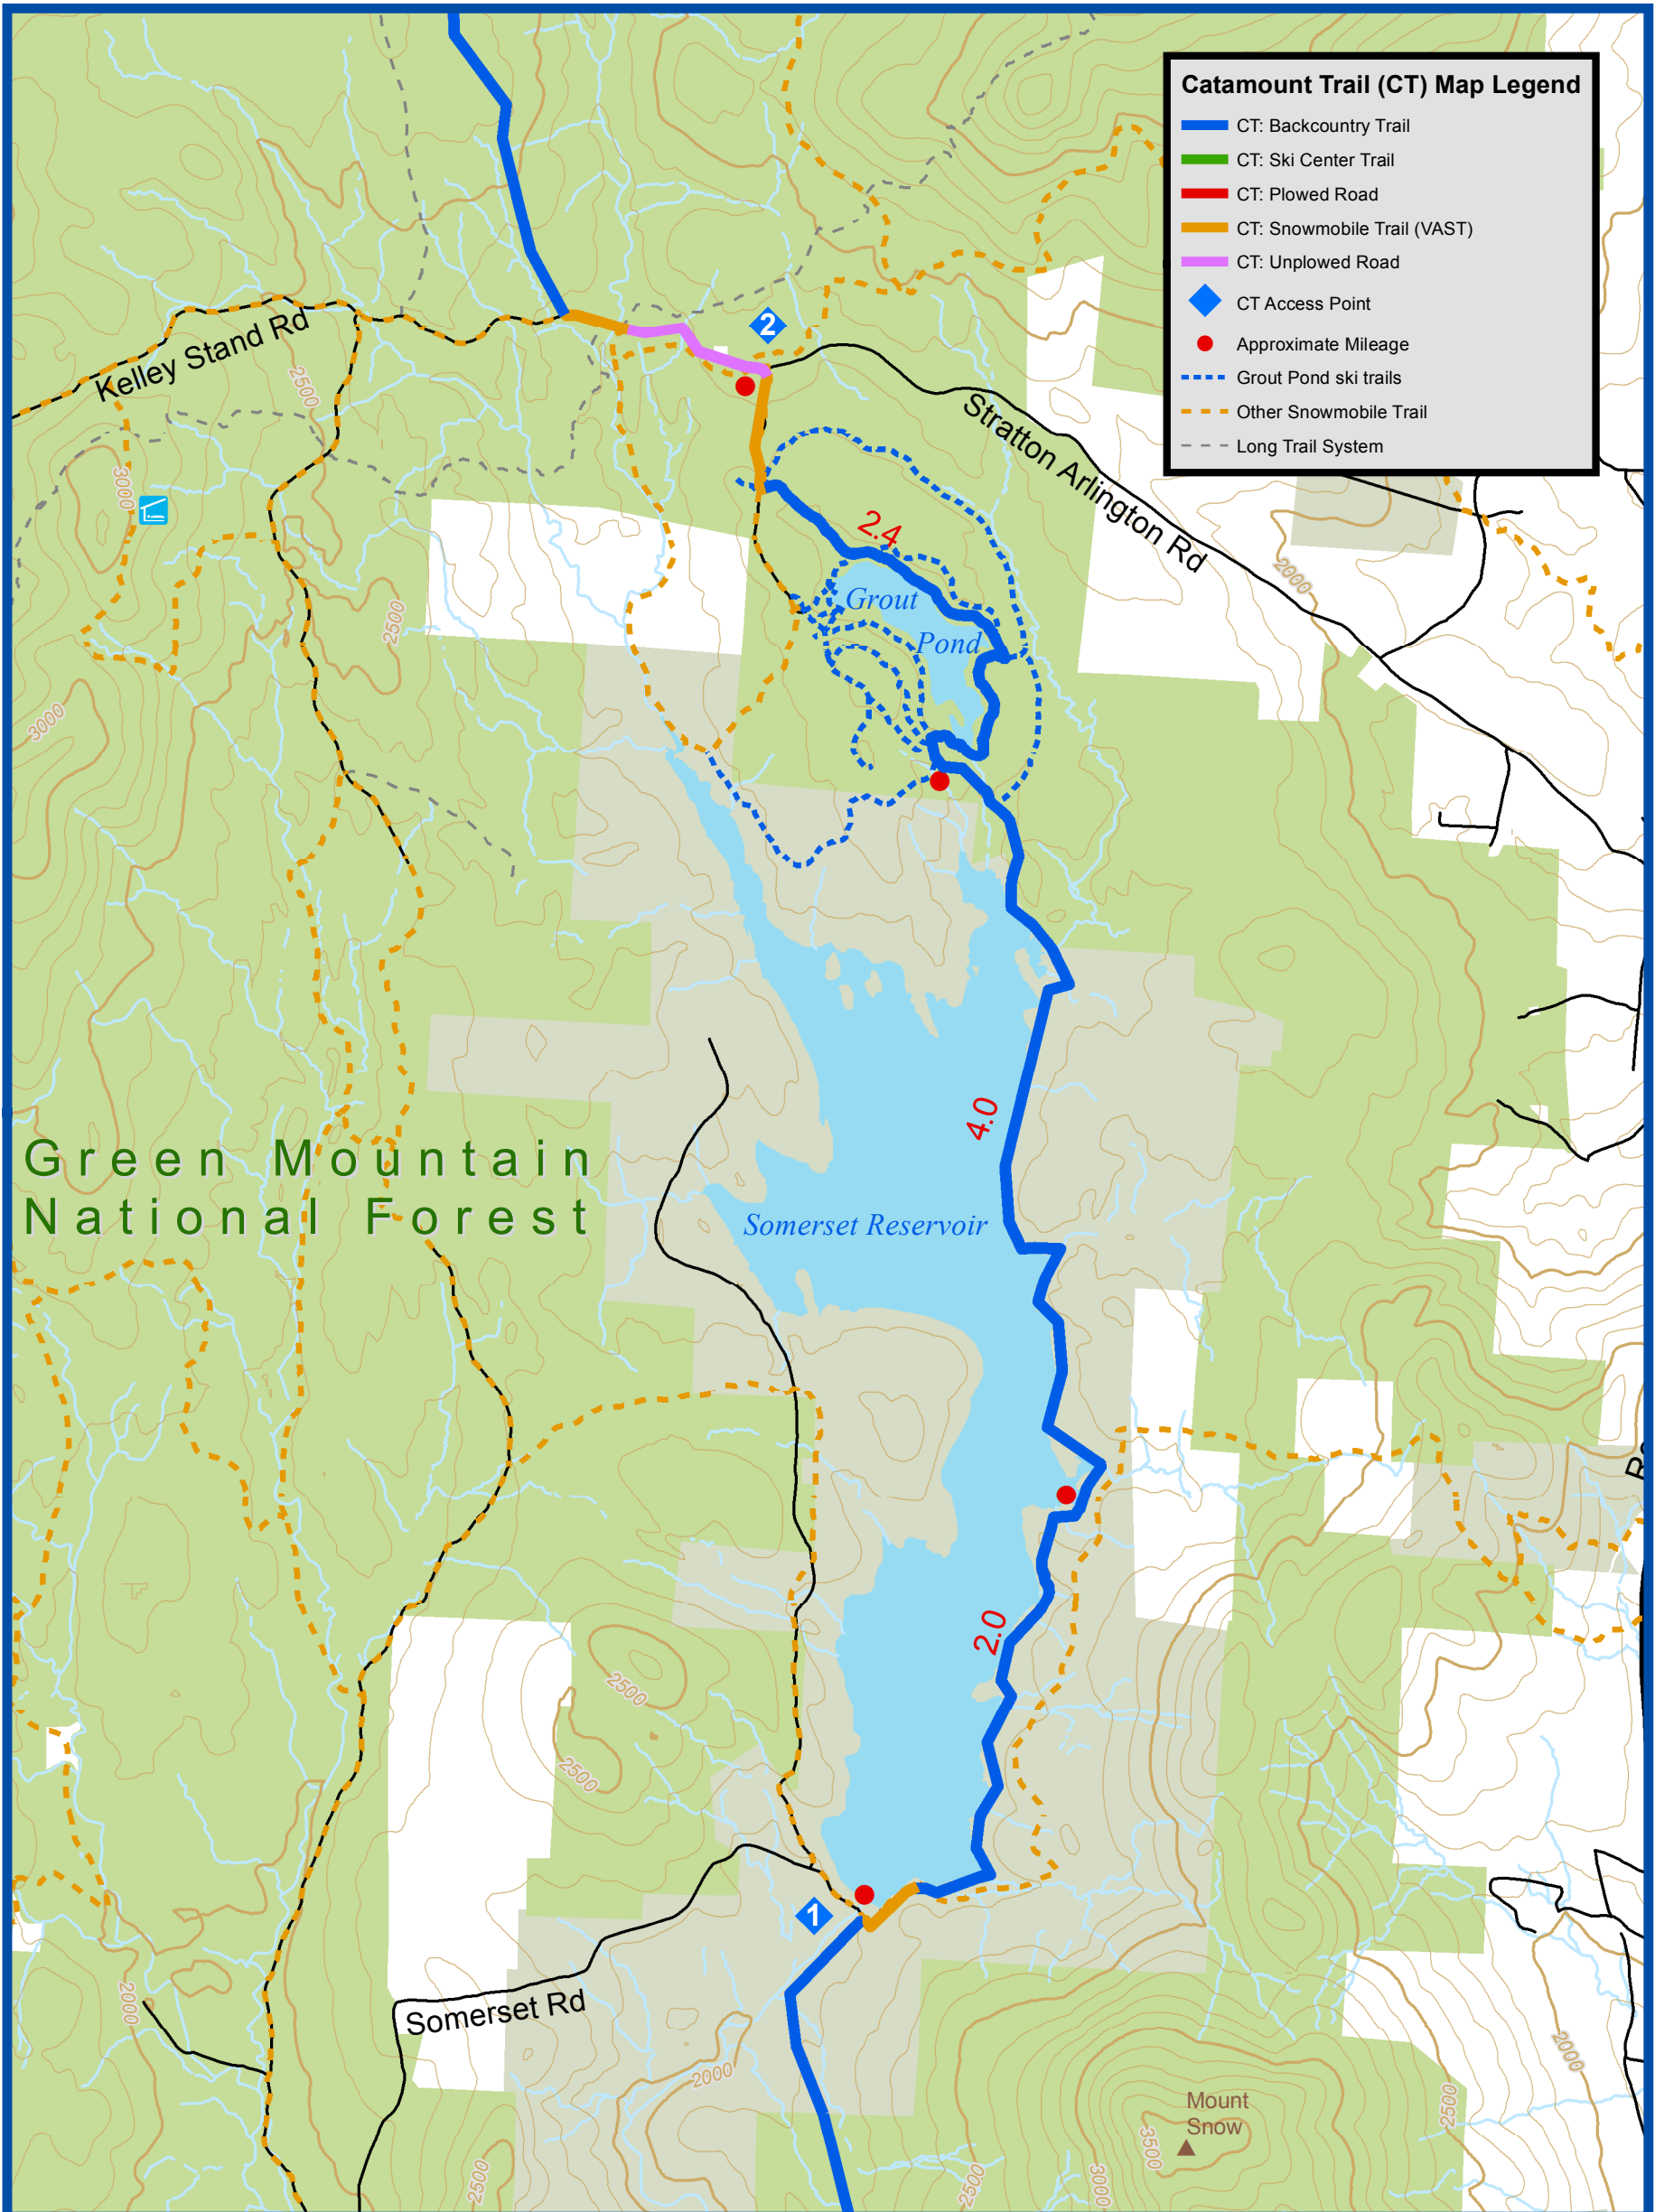 Catamount Trail (CT) Map Legend
CT: Backcountry Trail
CT: Ski Center Trail
CT: Plowed Road
CT: Snowmobile Trail (VAST)
CT: Unplowed Road
CT Access Point
Approximate Mileage
Grout Pond ski trails
Other Snowmobile Trail
Long Trail System
Kelley Stand Rd
2500
2
Stratton Arlington Rd
3000
2.4
2000
Grout
Pond
2500
3000
4.0
Green Mountain
National Forest
Somerset Reservoir
2.0
2500
2500
1
Somerset Rd
2000
2000
2000
Mount
Snow
2500
3500
3000
2500
2500